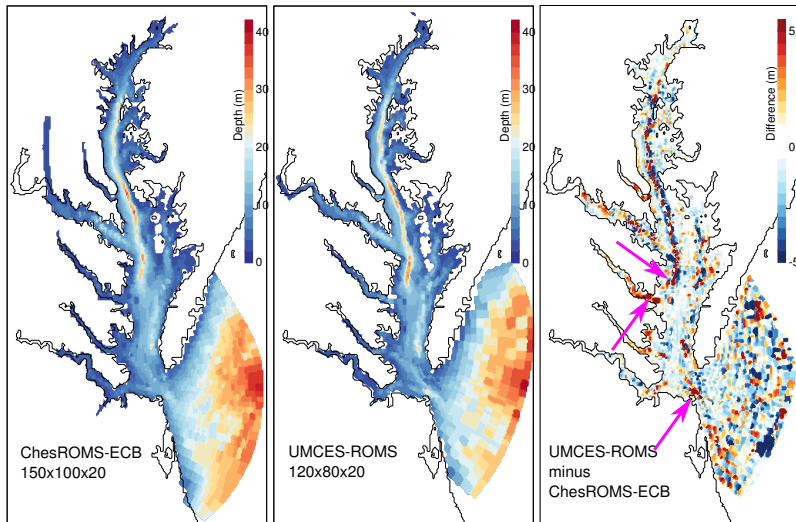 40
30
20
10
0
Depth (m)
ChesROMS-ECB
150x100x20
40
30
20
10
0
Depth (m)
UMCES-ROMS
120x80x20
5
0
-5
Difference (m)
UMCES-ROMS
minus
ChesROMS-ECB